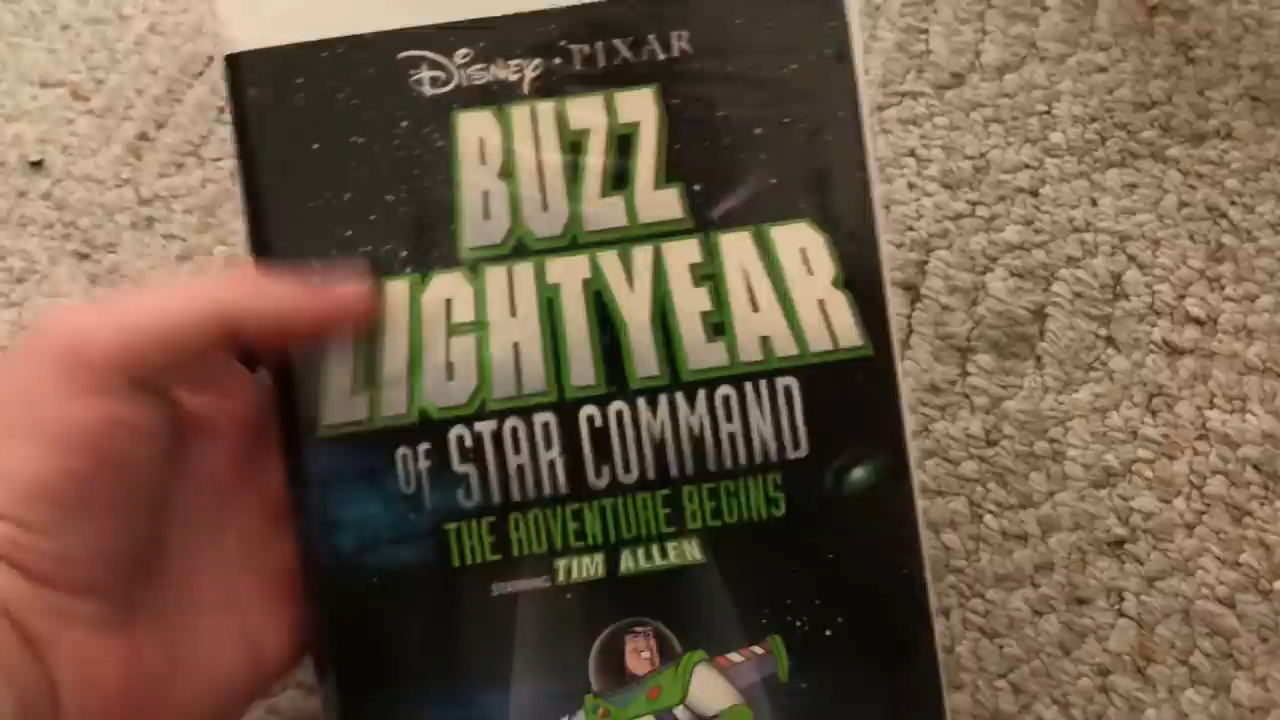 DISNEY · PIXAR
BUZZ
LIGHTYEAR
OF STAR COMMAND
THE ADVENTURE BEGINS
STARRING TIM ALLEN